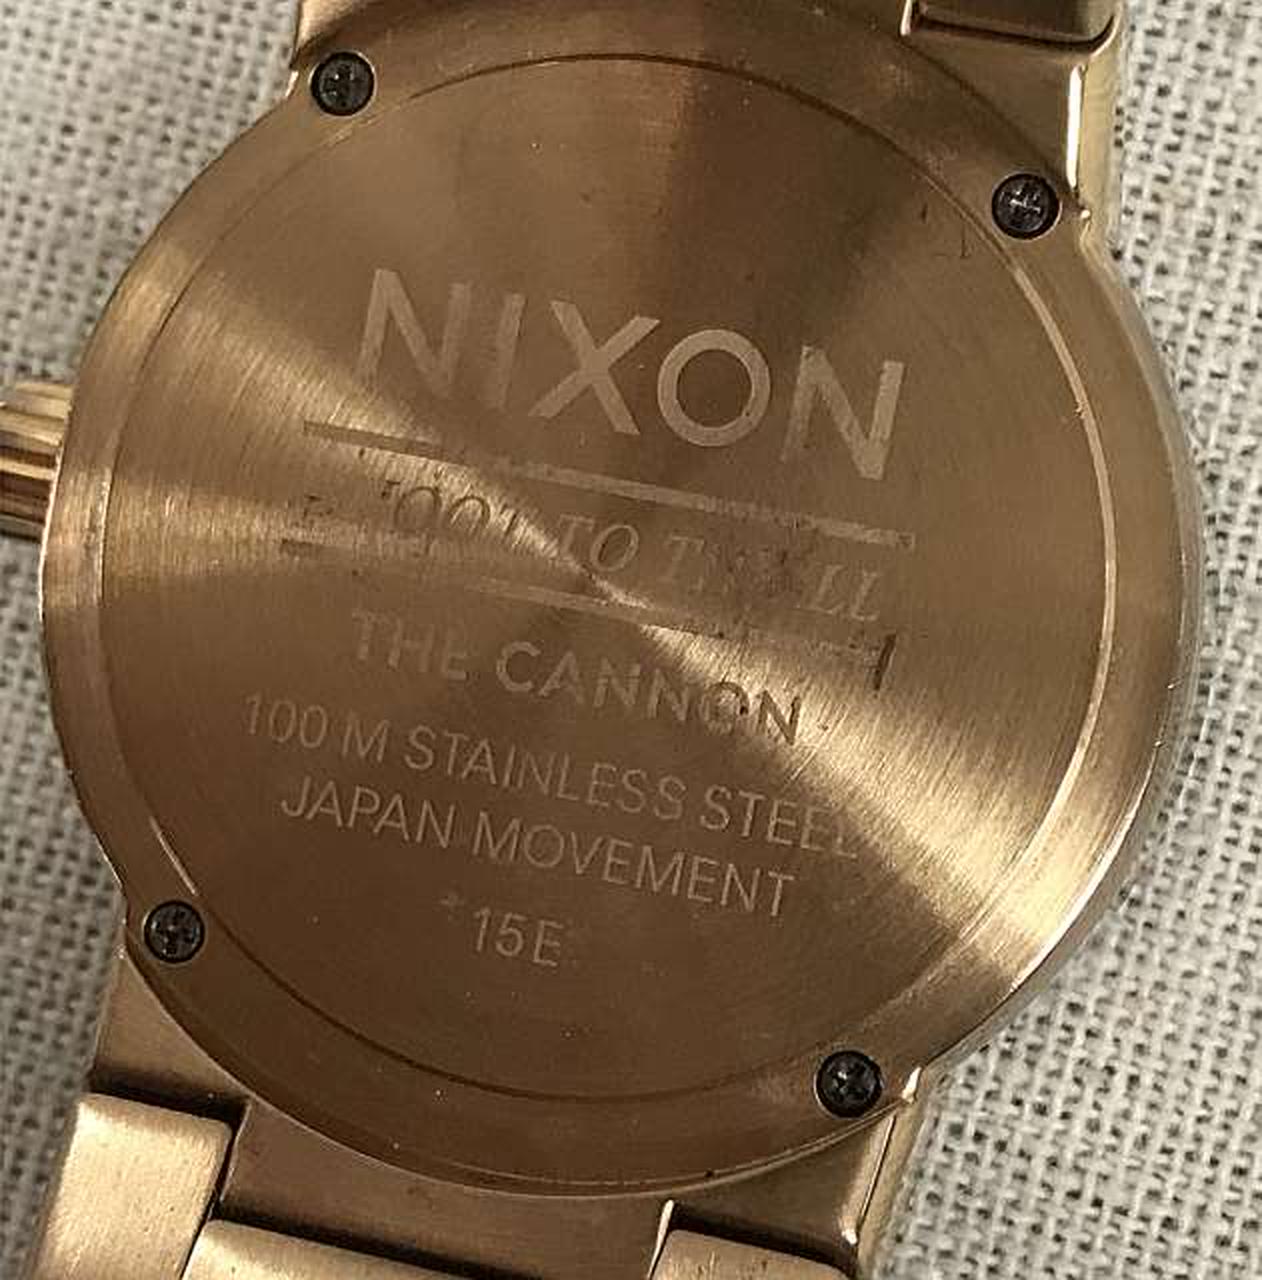 NIXON
TO
THE CANNON
100 M STAINLESS STEEL
JAPAN MOVEMENT
15E